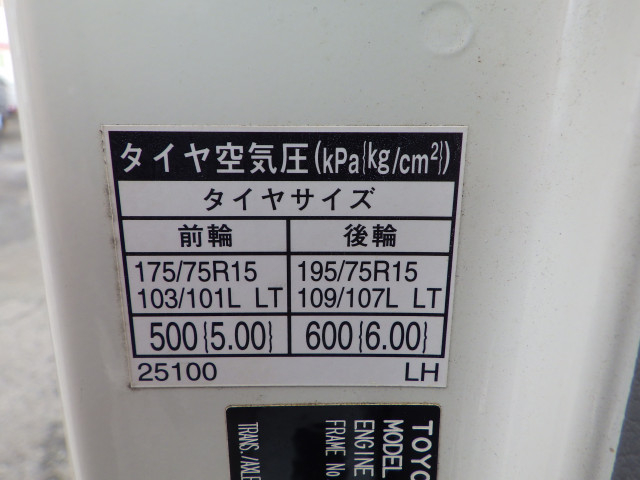 タイヤ空気圧(kPa{kg/cm²})
タイヤサイズ
前輪 後輪
175/75R15 195/75R15
103/101L LT 109/107L LT
500{5.00} 600{6.00}
25100 LH
TOYO
MODEL
ENGINE
FRAME No
TRANS./AXLE